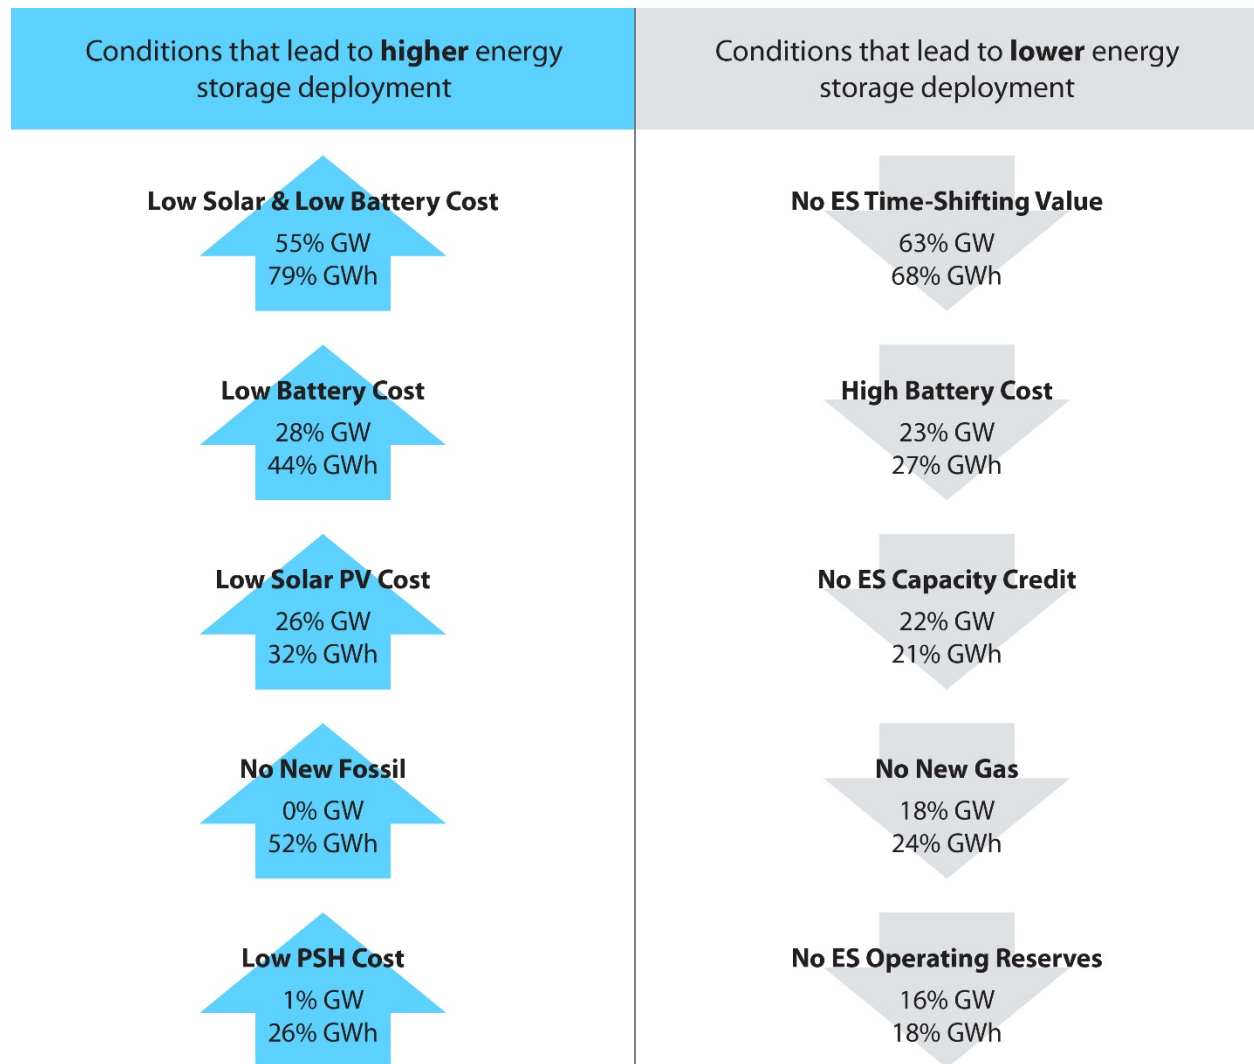 Conditions that lead to higher energy
storage deployment
Conditions that lead to lower energy
storage deployment
Low Solar & Low Battery Cost
55% GW
79% GWh
No ES Time-Shifting Value
63% GW
68% GWh
Low Battery Cost
28% GW
44% GWh
High Battery Cost
23% GW
27% GWh
Low Solar PV Cost
26% GW
32% GWh
No ES Capacity Credit
22% GW
21% GWh
No New Fossil
0% GW
52% GWh
No New Gas
18% GW
24% GWh
Low PSH Cost
1% GW
26% GWh
No ES Operating Reserves
16% GW
18% GWh